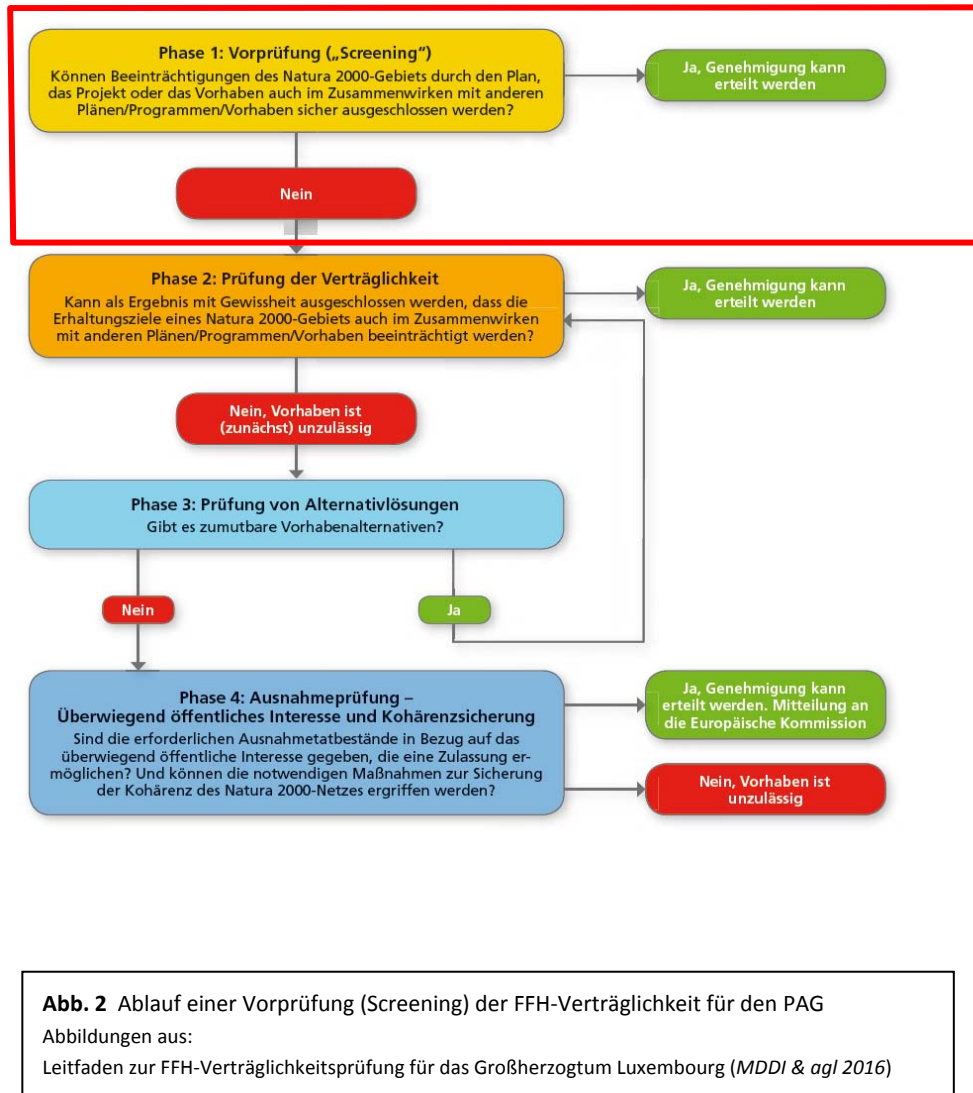 Phase 1: Vorprüfung („Screening“)
Können Beeinträchtigungen des Natura 2000-Gebiets durch den Plan,
das Projekt oder das Vorhaben auch im Zusammenwirken mit anderen
Plänen/Programmen/Vorhaben sicher ausgeschlossen werden?
Ja, Genehmigung kann
erteilt werden
Nein
Phase 2: Prüfung der Verträglichkeit
Kann als Ergebnis mit Gewissheit ausgeschlossen werden, dass die
Erhaltungsziele eines Natura 2000-Gebiets auch im Zusammenwirken
mit anderen Plänen/Programmen/Vorhaben beeinträchtigt werden?
Ja, Genehmigung kann
erteilt werden
Nein, Vorhaben ist
(zunächst) unzulässig
Phase 3: Prüfung von Alternativlösungen
Gibt es zumutbare Vorhabenalternativen?
Nein
Ja
Phase 4: Ausnahmeprüfung –
Überwiegend öffentliches Interesse und Kohärenzsicherung
Sind die erforderlichen Ausnahmetatbestände in Bezug auf das
überwiegend öffentliche Interesse gegeben, die eine Zulassung er-
möglichen? Und können die notwendigen Maßnahmen zur Sicherung
der Kohärenz des Natura 2000-Netzes ergriffen werden?
Ja, Genehmigung kann
erteilt werden. Mitteilung an
die Europäische Kommission
Nein, Vorhaben ist
unzulässig
Abb. 2 Ablauf einer Vorprüfung (Screening) der FFH-Verträglichkeit für den PAG
Abbildungen aus:
Leitfaden zur FFH-Verträglichkeitsprüfung für das Großherzogtum Luxembourg (MDDI & agl 2016)